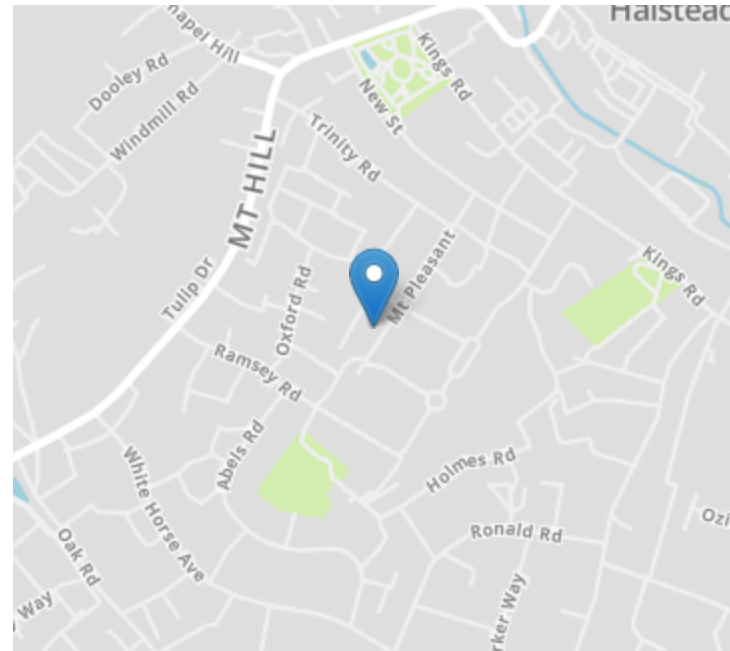 Halstead
Chapel Hill
Kings Rd
Dooley Rd
Windmill Rd
New St
Trinity Rd
MT HILL
Mt Pleasant
Kings Rd
Tulip Dr
Oxford Rd
Ramsey Rd
Abels Rd
Holmes Rd
White Horse Ave
Ozi
Ronald Rd
Oak Rd
Way
rker Way